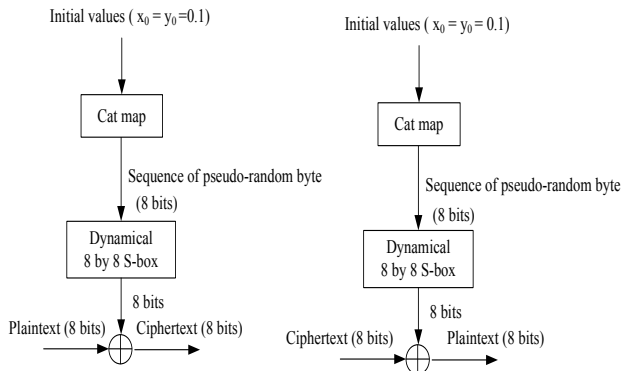 Initial values ( x₀ = y₀ =0.1)
Cat map
Sequence of pseudo-random byte
(8 bits)
Dynamical
8 by 8 S-box
8 bits
Plaintext (8 bits)
Ciphertext (8 bits)
Initial values ( x₀ = y₀ = 0.1)
Cat map
Sequence of pseudo-random byte
(8 bits)
Dynamical
8 by 8 S-box
8 bits
Ciphertext (8 bits)
Plaintext (8 bits)